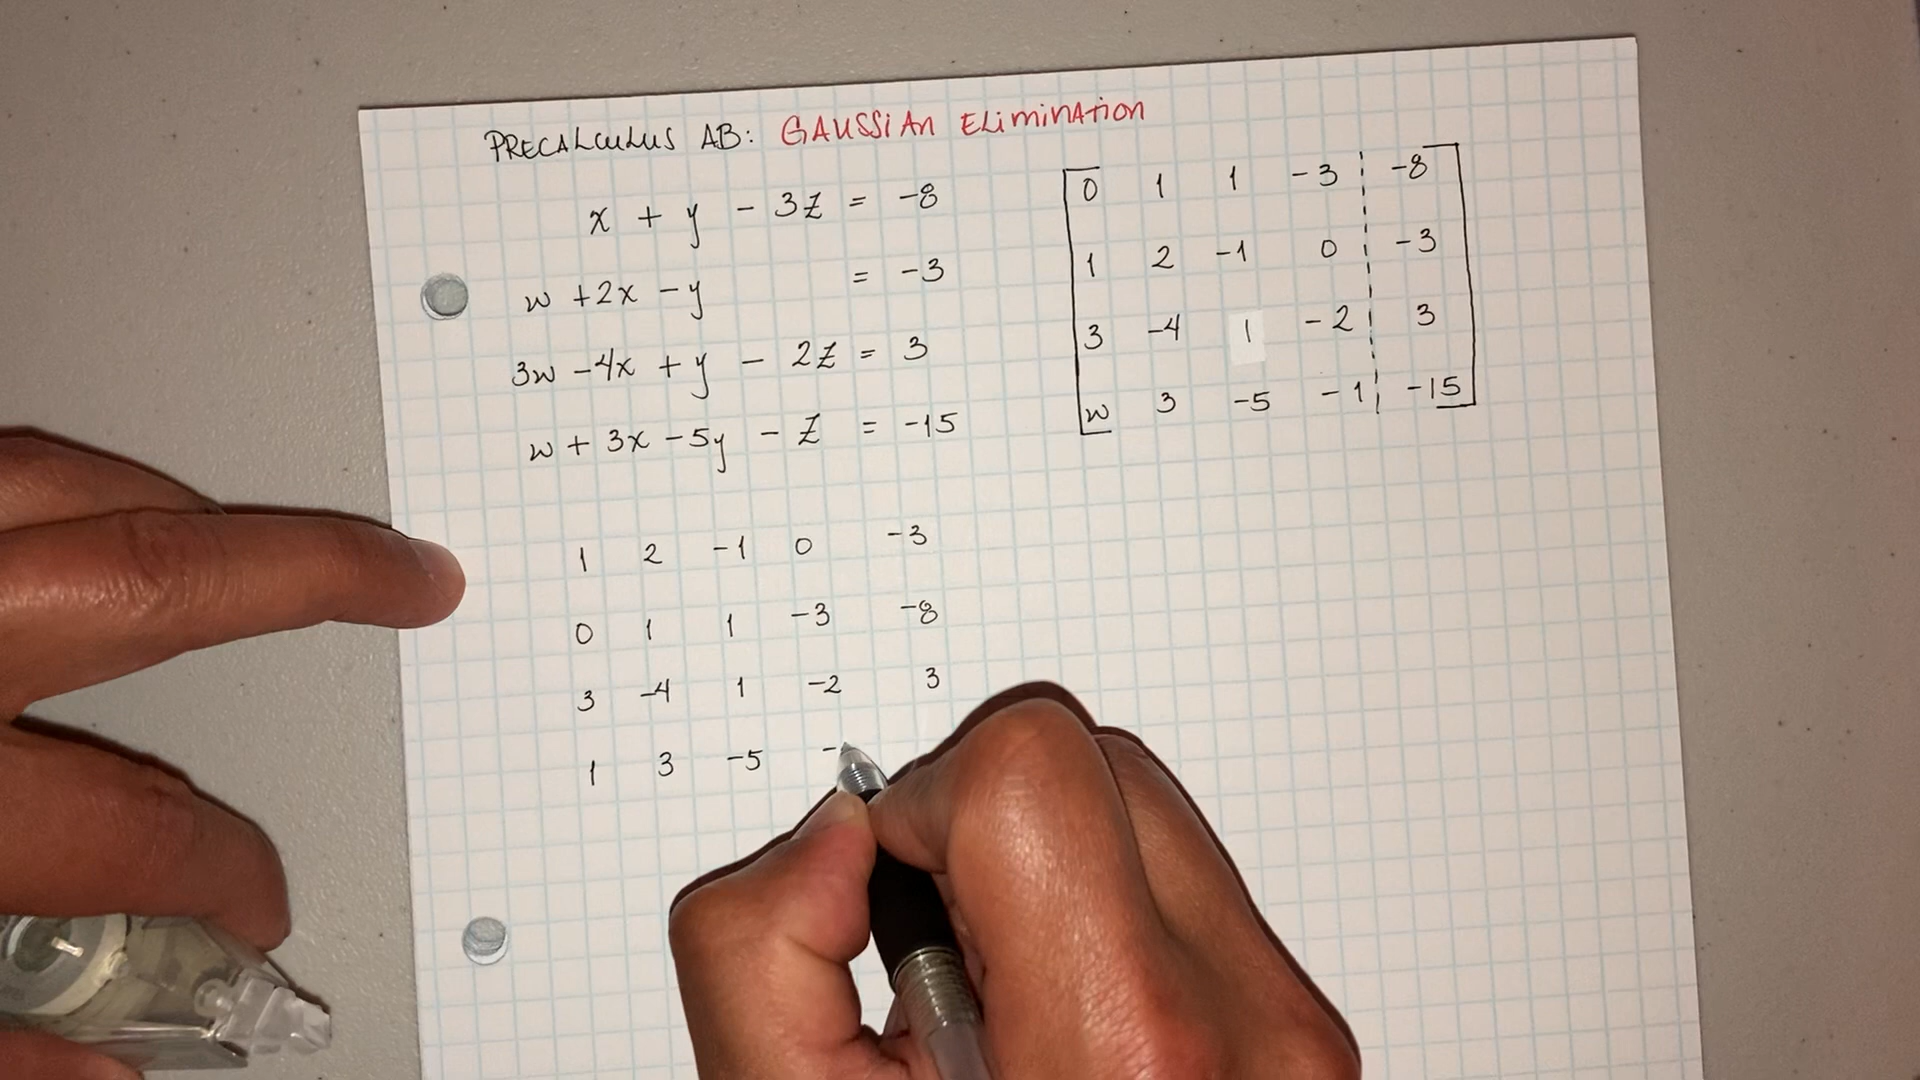 PRECALCULUS AB: GAUSSIAN ELIMINATION
x + y - 3z = -8
w + 2x - y = -3
3w - 4x + y - 2z = 3
w + 3x - 5y - z = -15
0 1 1 -3 -8
1 2 -1 0 -3
3 -4 1 -2 3
w 3 -5 -1 -15
1 2 -1 0 -3
0 1 1 -3 -8
3 -4 1 -2 3
1 3 -5 -